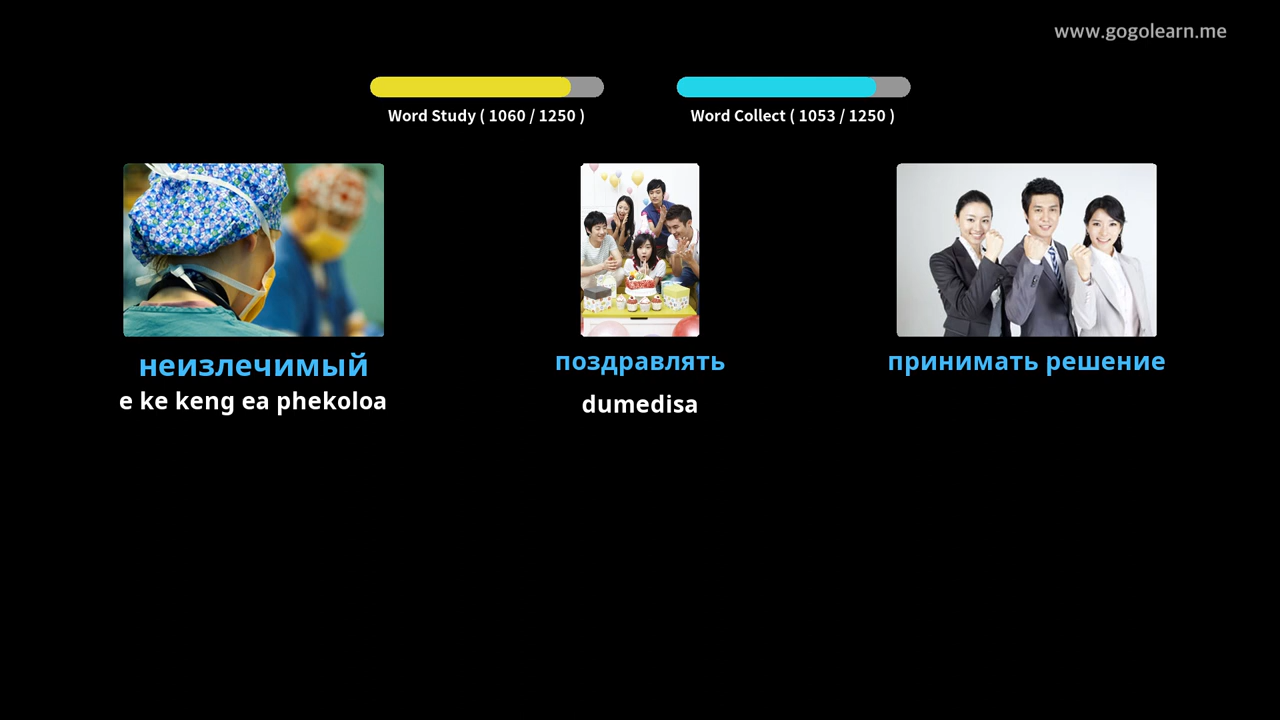 www.gogolearn.me
Word Study ( 1060 / 1250 )
Word Collect ( 1053 / 1250 )
неизлечимый
e ke keng ea phekoloa
поздравлять
dumedisa
принимать решение